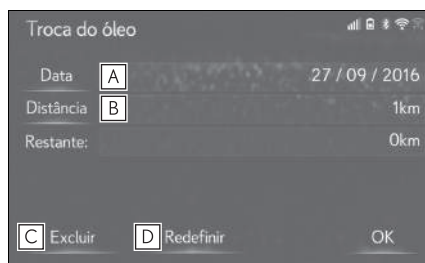 Troca do óleo
Data A 27 / 09 / 2016
Distância B 1km
Restante: 0km
C Excluir D Redefinir OK